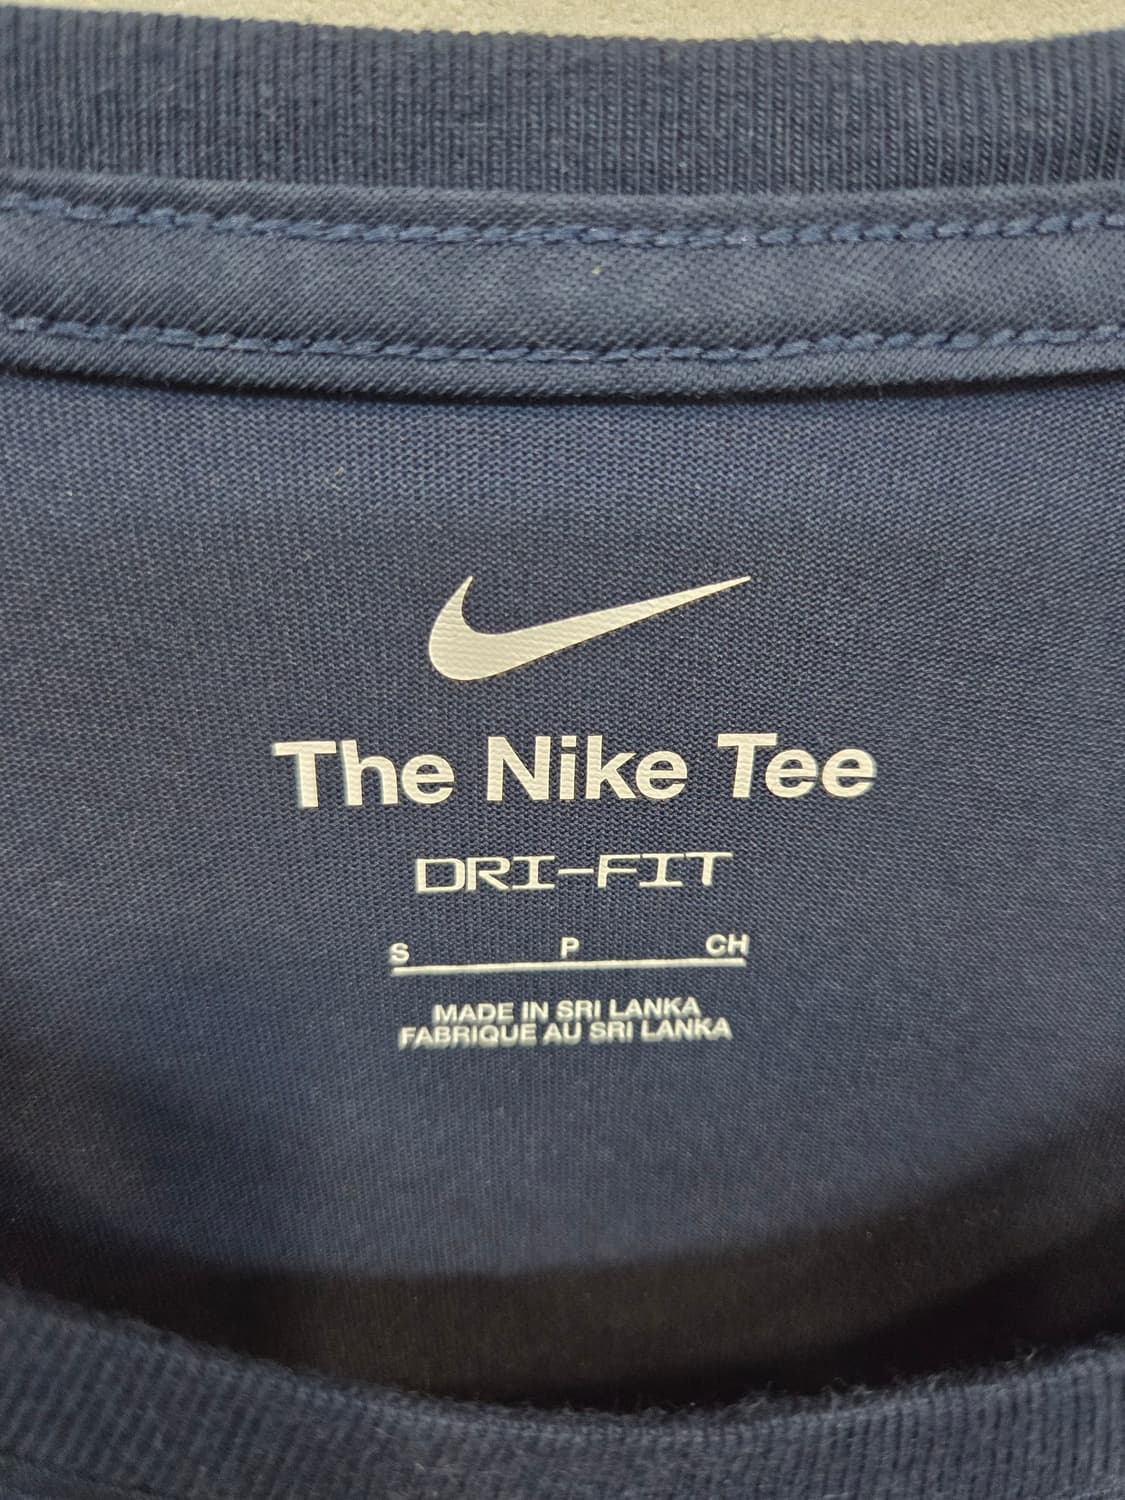 The Nike Tee
DRI-FIT
S P CH
MADE IN SRI LANKA
FABRIQUE AU SRI LANKA